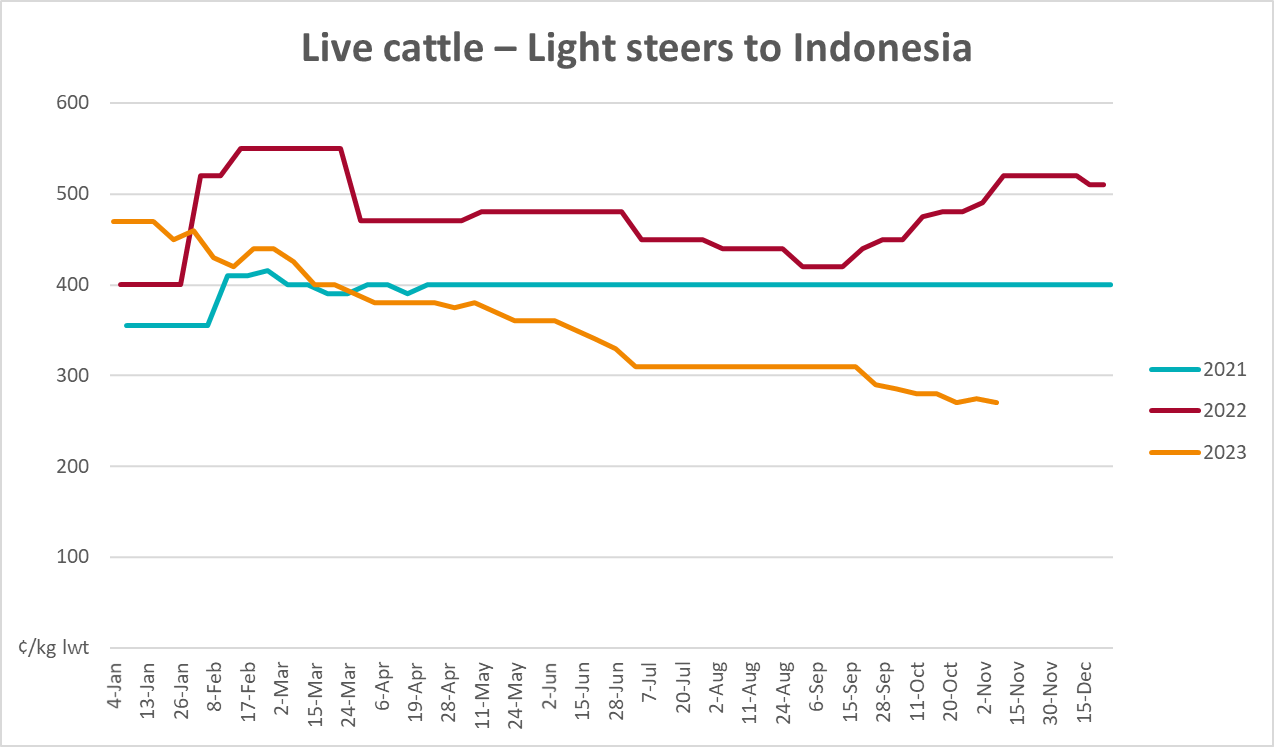 Live cattle – Light steers to Indonesia
600
500
400
300
200
100
¢/kg lwt
4-Jan
13-Jan
26-Jan
8-Feb
17-Feb
2-Mar
15-Mar
24-Mar
6-Apr
19-Apr
28-Apr
11-May
24-May
2-Jun
15-Jun
28-Jun
7-Jul
20-Jul
2-Aug
11-Aug
24-Aug
6-Sep
15-Sep
28-Sep
11-Oct
20-Oct
2-Nov
15-Nov
30-Nov
15-Dec
2021
2022
2023